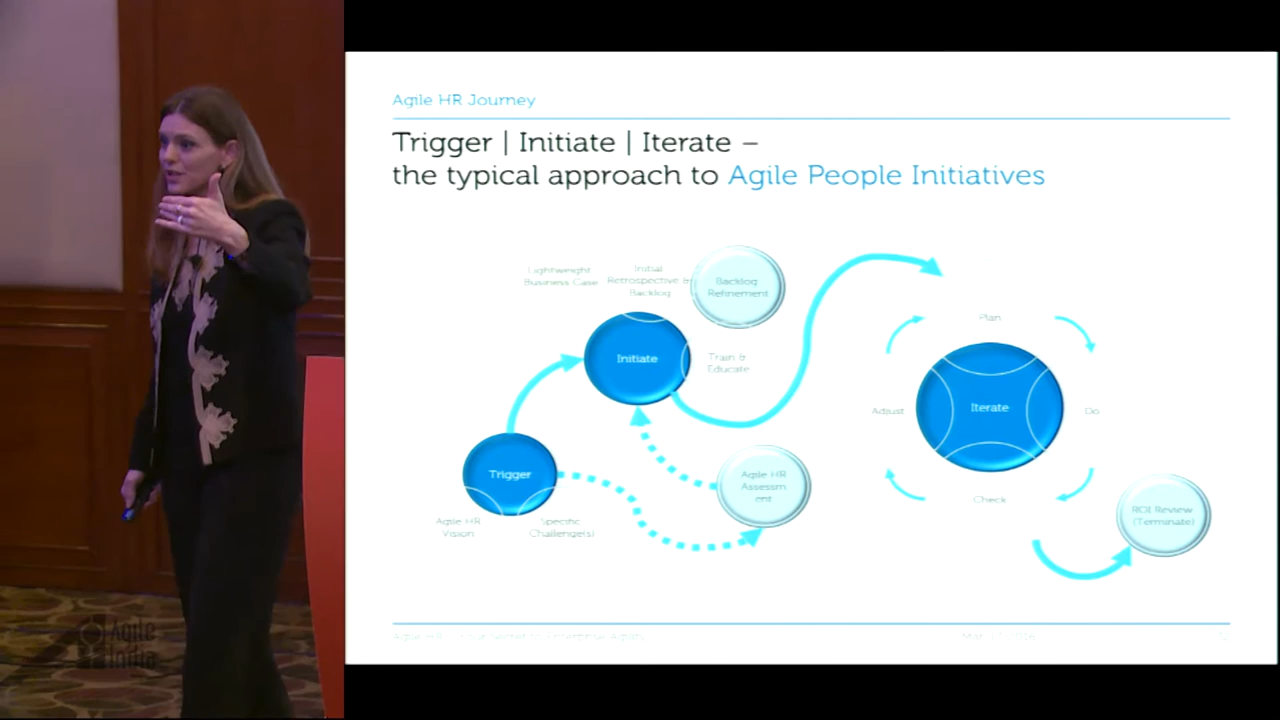 Agile HR Journey
Trigger | Initiate | Iterate –
the typical approach to Agile People Initiatives
Lightweight
Business Case
Initial
Retrospective &
Backlog
Backlog
Refinement
Initiate
Train &
Educate
Plan
Adjust
Iterate
Do
Check
Trigger
Agile HR
Vision
Specific
Challenge(s)
Agile HR
Assessm
ent
ROI Review
(Terminate)
Agile
India